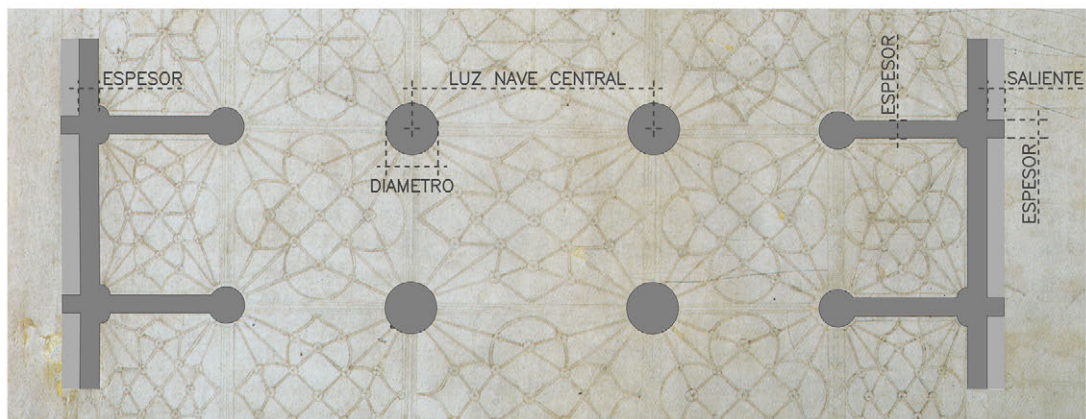 ESPESOR
LUZ NAVE CENTRAL
ESPESOR
SALIENTE
DIAMETRO
ESPESOR